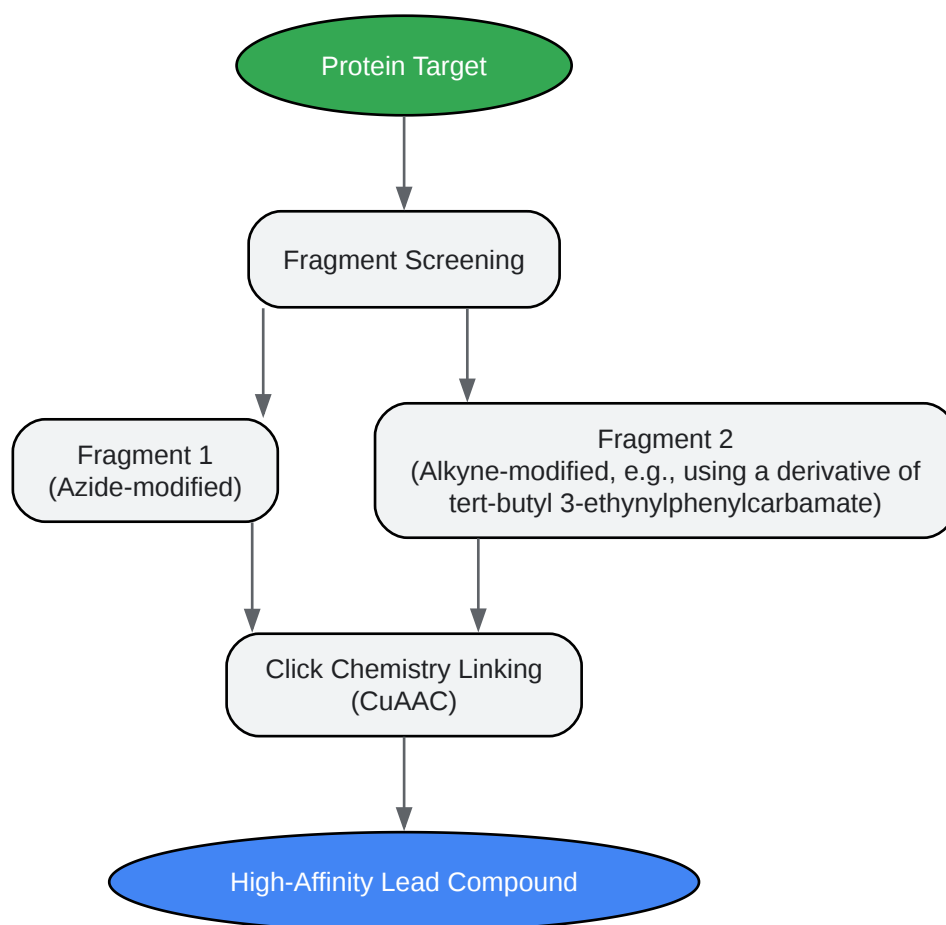 Protein Target
Fragment Screening
Fragment 1
(Azide-modified)
Fragment 2
(Alkyne-modified, e.g., using a derivative of
tert-butyl 3-ethynylphenylcarbamate)
Click Chemistry Linking
(CuAAC)
High-Affinity Lead Compound